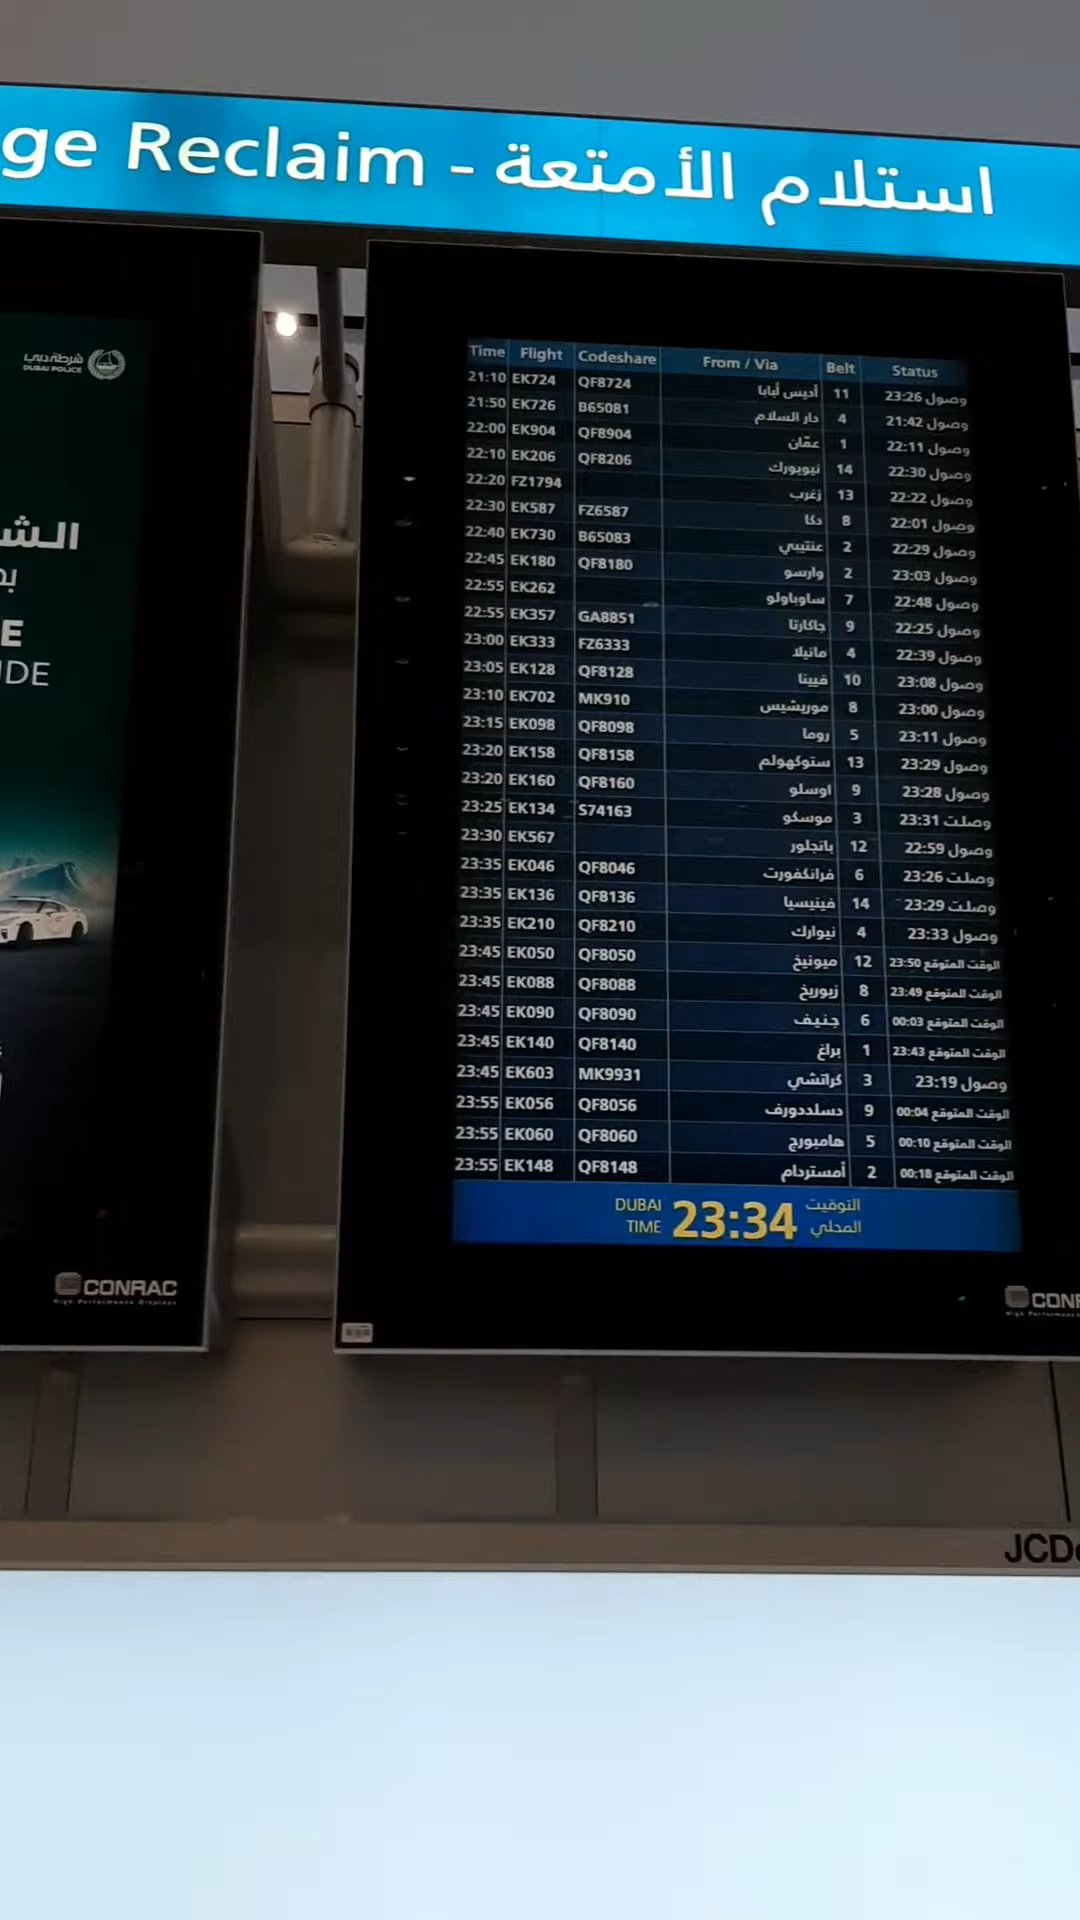 ge Reclaim - استلام الأمتعة
شرطة دبي
DUBAI POLICE
الش
E
IDE
CONRAC
High Performance Displays
Time Flight Codeshare From / Via Belt Status
21:10 EK724 QF8724 أديس أبابا 11 وصول 23:26
21:50 EK726 B65081 دار السلام 4 وصول 21:42
22:00 EK904 QF8904 عمّان 1 وصول 22:11
22:10 EK206 QF8206 نيويورك 14 وصول 22:30
22:20 FZ1794 زغرب 13 وصول 22:22
22:30 EK587 FZ6587 دكا 8 وصول 22:01
22:40 EK730 B65083 عنتيبي 2 وصول 22:29
22:45 EK180 QF8180 وارسو 2 وصول 23:03
22:55 EK262 ساوباولو 7 وصول 22:48
22:55 EK357 GA8851 جاكارتا 9 وصول 22:25
23:00 EK333 FZ6333 مانيلا 4 وصول 22:39
23:05 EK128 QF8128 فيينا 10 وصول 23:08
23:10 EK702 MK910 موريشيس 8 وصول 23:00
23:15 EK098 QF8098 روما 5 وصول 23:11
23:20 EK158 QF8158 ستوكهولم 13 وصول 23:29
23:20 EK160 QF8160 اوسلو 9 وصول 23:28
23:25 EK134 S74163 موسكو 3 وصلت 23:31
23:30 EK567 بانجلور 12 وصول 22:59
23:35 EK046 QF8046 فرانكفورت 6 وصلت 23:26
23:35 EK136 QF8136 فينيسيا 14 وصلت 23:29
23:35 EK210 QF8210 نيوارك 4 وصول 23:33
23:45 EK050 QF8050 ميونيخ 12 الوقت المتوقع 23:50
23:45 EK088 QF8088 زيوريخ 8 الوقت المتوقع 23:49
23:45 EK090 QF8090 جنيف 6 الوقت المتوقع 00:03
23:45 EK140 QF8140 براغ 1 الوقت المتوقع 23:43
23:45 EK603 MK9931 كراتشي 3 وصول 23:19
23:55 EK056 QF8056 دسلدورف 9 الوقت المتوقع 00:04
23:55 EK060 QF8060 هامبورج 5 الوقت المتوقع 00:10
23:55 EK148 QF8148 أمستردام 2 الوقت المتوقع 00:18
DUBAI TIME 23:34 التوقيت المحلي
CONR
JCD